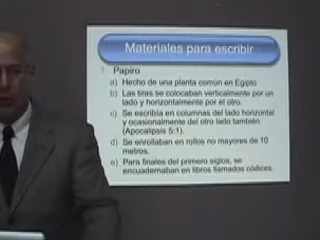 Materiales para escribir
1. Papiro
a) Hecho de una planta común en Egipto
b) Las tiras se colocaban verticalmente por un
lado y horizontalmente por el otro.
c) Se escribía en columnas del lado horizontal
y ocasionalmente del otro lado también
(Apocalipsis 5:1).
d) Se enrollaban en rollos no mayores de 10
metros.
e) Para finales del primero siglos, se
encuadernaban en libros llamados códices.